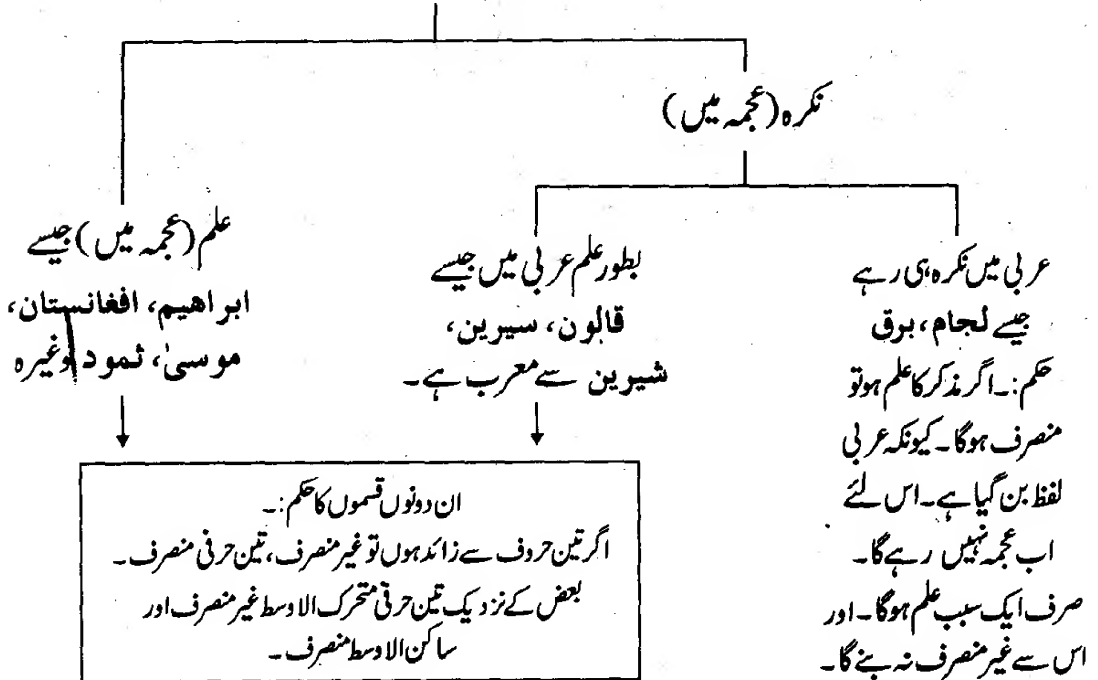 نکرہ (عجمہ میں)
عربی میں نکرہ ہی رہے
جیسے لجام، برق
حکم:۔ اگر مذکر کا علم ہو تو
منصرف ہوگا۔ کیونکہ عربی
لفظ بن گیا ہے۔ اس لئے
اب عجمہ نہیں رہے گا۔
صرف ایک سبب علم ہوگا۔ اور
اس سے غیر منصرف نہ بنے گا۔
بطور علم عربی میں جیسے
قالون، سیرین،
شیرین سے معرب ہے۔
علم (عجمہ میں) جیسے
ابراھیم، افغانستان،
موسیٰ، ثمود وغیرہ
ان دونوں قسموں کا حکم:۔
اگر تین حروف سے زائد ہوں تو غیر منصرف، تین حرفی منصرف۔
بعض کے نزدیک تین حرفی متحرک الاوسط غیر منصرف اور
ساکن الاوسط منصرف۔